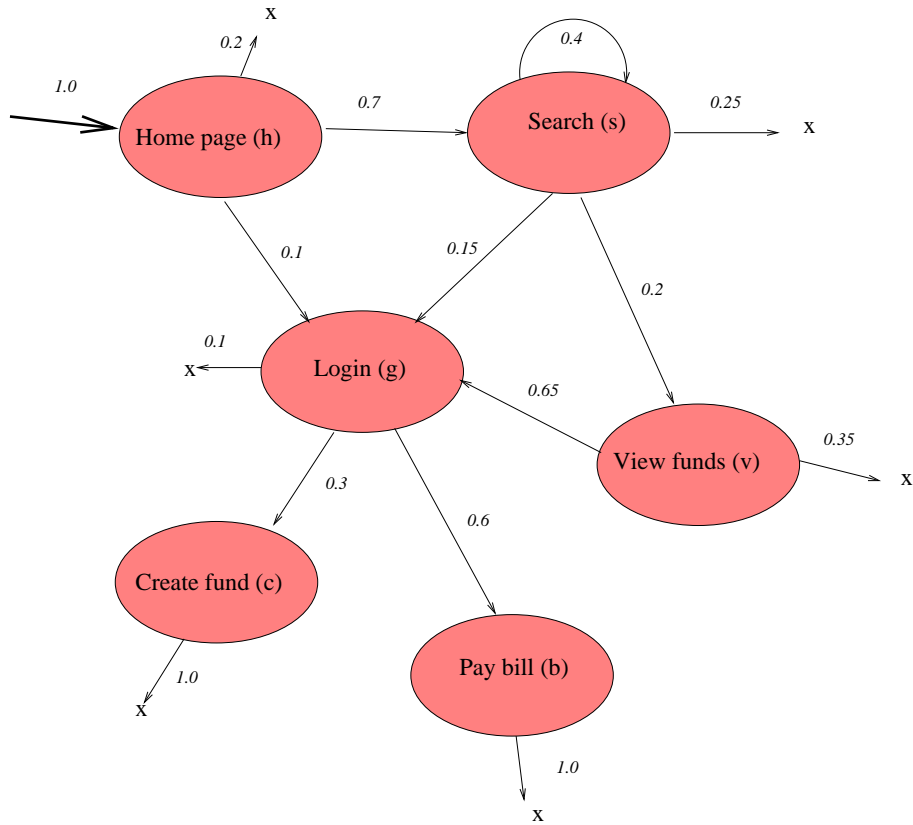 x
0.2
0.4
1.0
0.7
0.25
Home page (h)
Search (s)
x
0.1
0.15
0.2
0.1
x
Login (g)
0.65
0.35
View funds (v)
x
0.3
0.6
Create fund (c)
Pay bill (b)
1.0
x
1.0
x